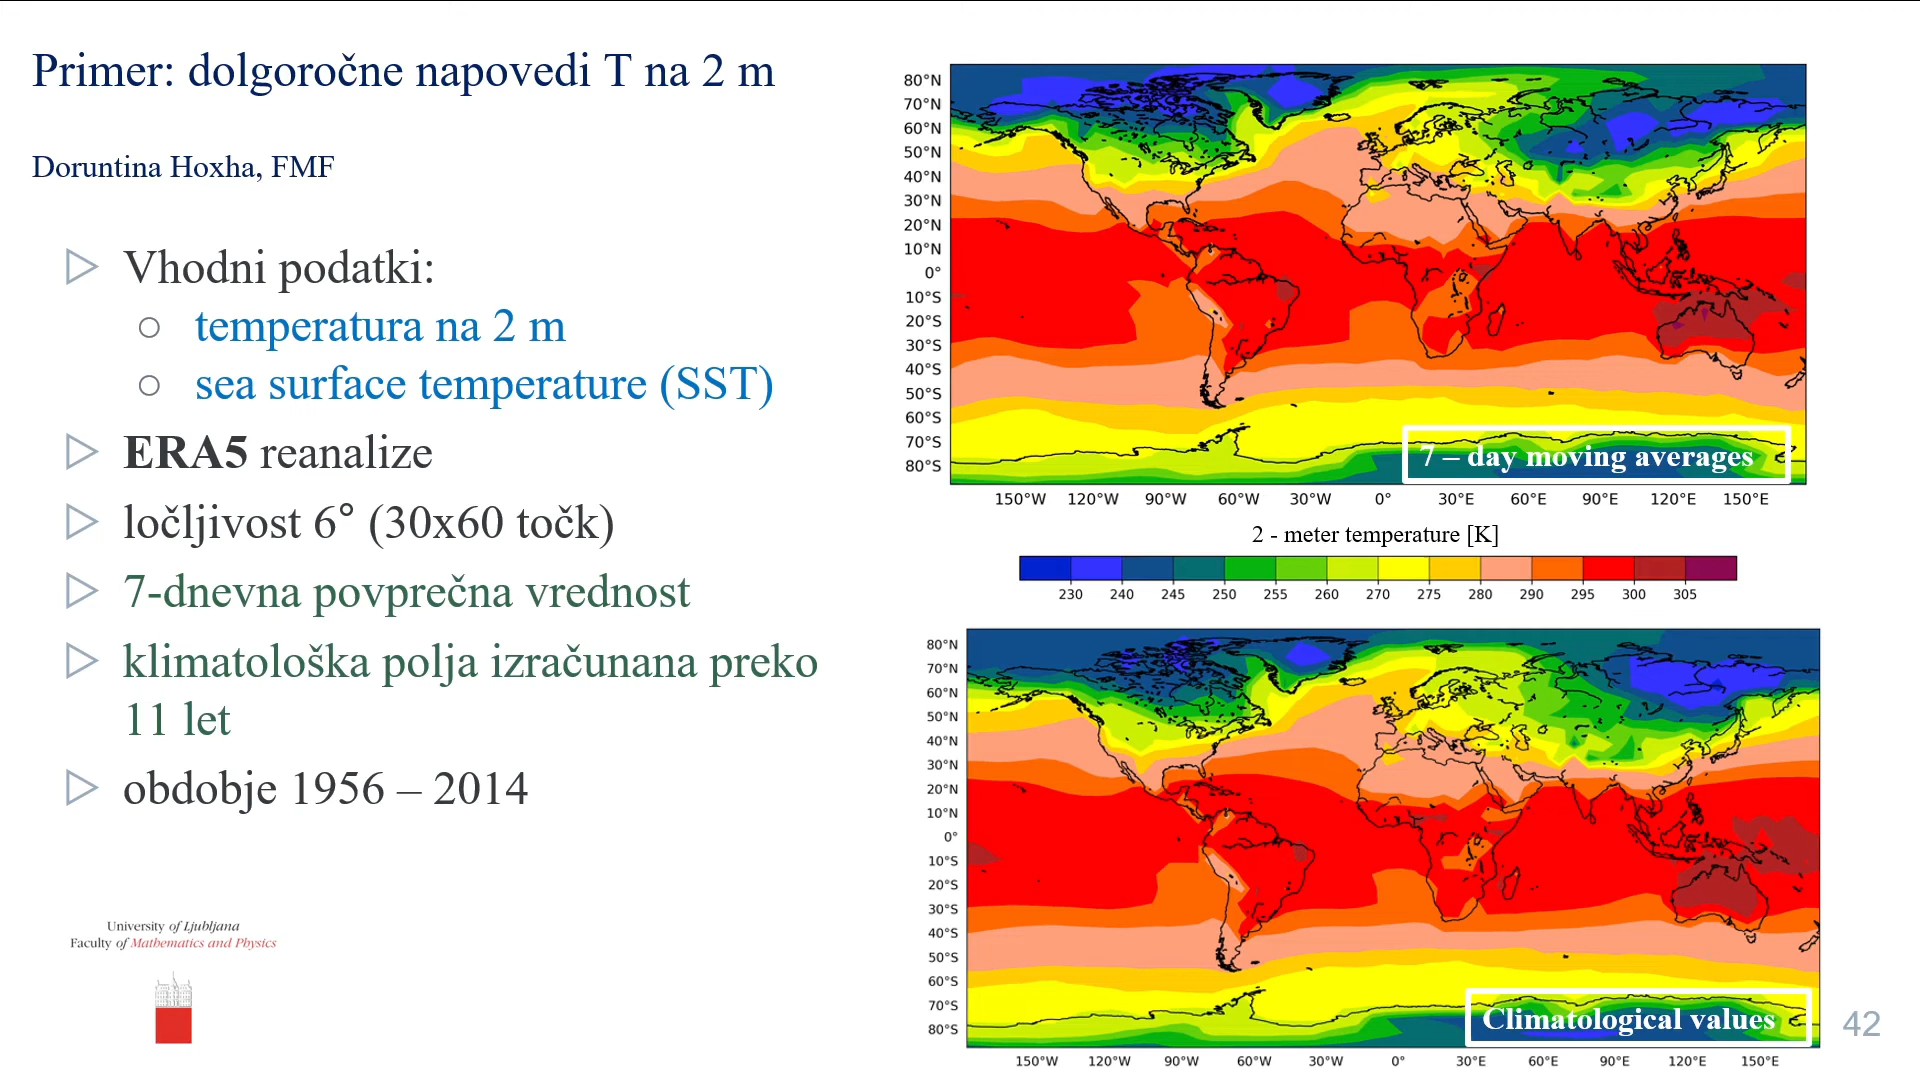 Primer: dolgoročne napovedi T na 2 m
Doruntina Hoxha, FMF
Vhodni podatki:
temperatura na 2 m
sea surface temperature (SST)
ERA5 reanalize
ločljivost 6° (30x60 točk)
7-dnevna povprečna vrednost
klimatološka polja izračunana preko
11 let
obdobje 1956 – 2014
University of Ljubljana
Faculty of Mathematics and Physics
80°N
70°N
60°N
50°N
40°N
30°N
20°N
10°N
0°
10°S
20°S
30°S
40°S
50°S
60°S
70°S
80°S
7 – day moving averages
150°W 120°W 90°W 60°W 30°W 0° 30°E 60°E 90°E 120°E 150°E
2 - meter temperature [K]
230 240 245 250 255 260 270 275 280 290 295 300 305
80°N
70°N
60°N
50°N
40°N
30°N
20°N
10°N
0°
10°S
20°S
30°S
40°S
50°S
60°S
70°S
80°S
Climatological values
150°W 120°W 90°W 60°W 30°W 0° 30°E 60°E 90°E 120°E 150°E
42